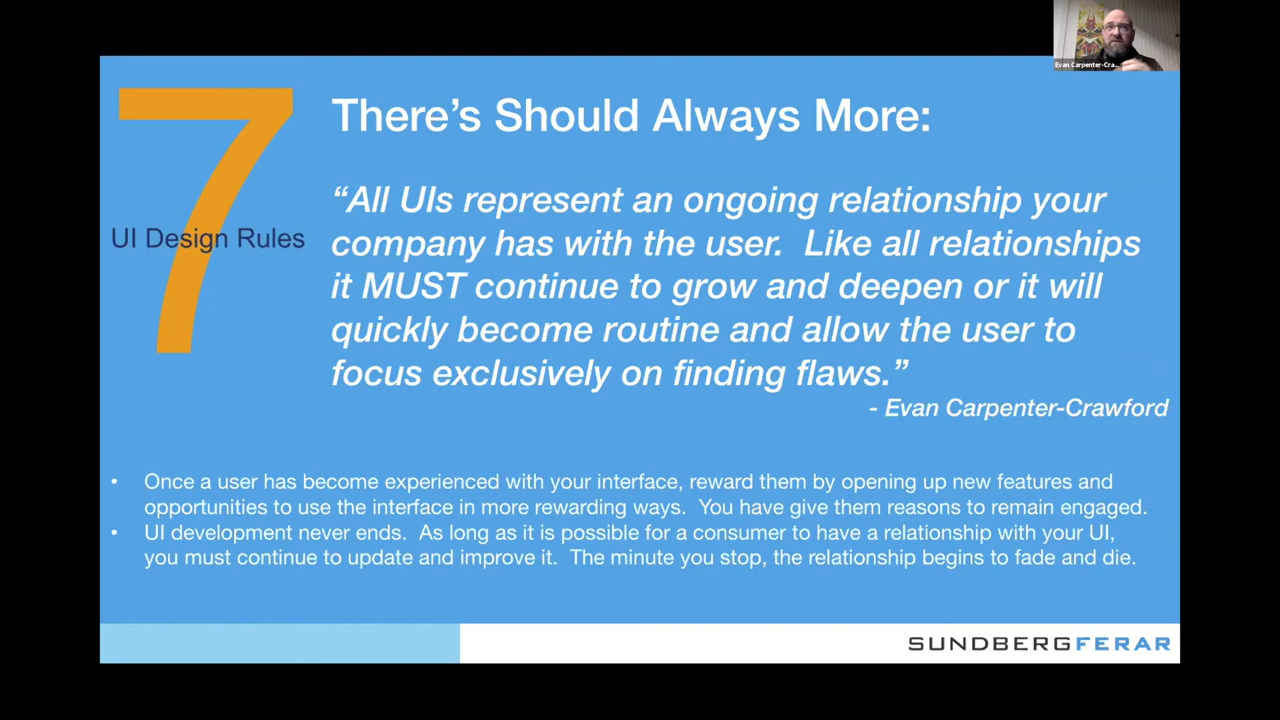 Evan Carpenter-Cra...
7
UI Design Rules
There's Should Always More:
“All UIs represent an ongoing relationship your
company has with the user.  Like all relationships
it MUST continue to grow and deepen or it will
quickly become routine and allow the user to
focus exclusively on finding flaws.”
- Evan Carpenter-Crawford
• Once a user has become experienced with your interface, reward them by opening up new features and
opportunities to use the interface in more rewarding ways.  You have give them reasons to remain engaged.
• UI development never ends.  As long as it is possible for a consumer to have a relationship with your UI,
you must continue to update and improve it.  The minute you stop, the relationship begins to fade and die.
SUNDBERGFERAR